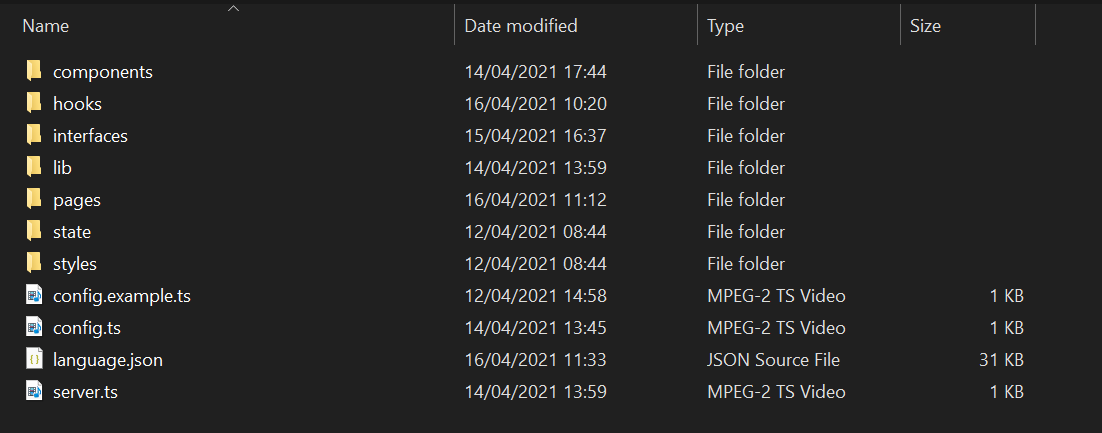 Name Date modified Type Size
components 14/04/2021 17:44 File folder
hooks 16/04/2021 10:20 File folder
interfaces 15/04/2021 16:37 File folder
lib 14/04/2021 13:59 File folder
pages 16/04/2021 11:12 File folder
state 12/04/2021 08:44 File folder
styles 12/04/2021 08:44 File folder
config.example.ts 12/04/2021 14:58 MPEG-2 TS Video 1 KB
config.ts 14/04/2021 13:45 MPEG-2 TS Video 1 KB
language.json 16/04/2021 11:33 JSON Source File 31 KB
server.ts 14/04/2021 13:59 MPEG-2 TS Video 1 KB